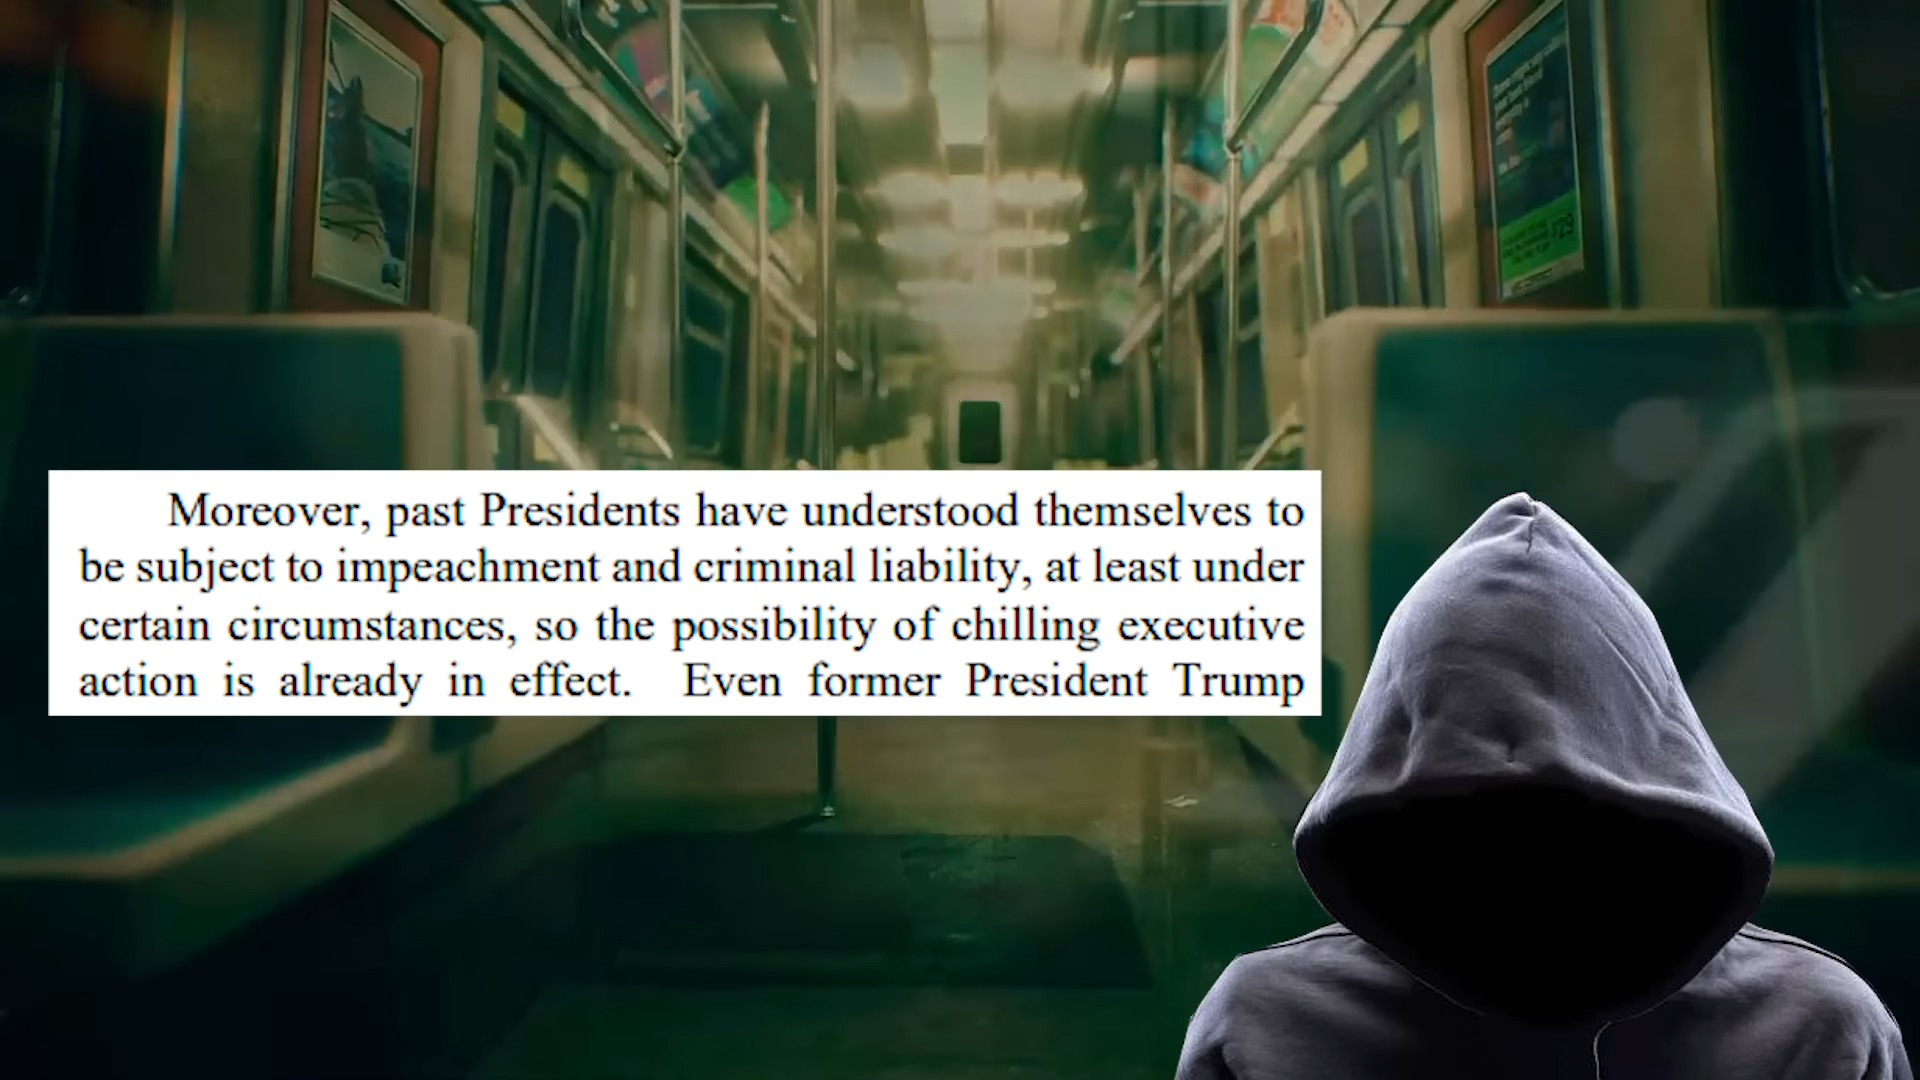 Moreover, past Presidents have understood themselves to
be subject to impeachment and criminal liability, at least under
certain circumstances, so the possibility of chilling executive
action is already in effect. Even former President Trump